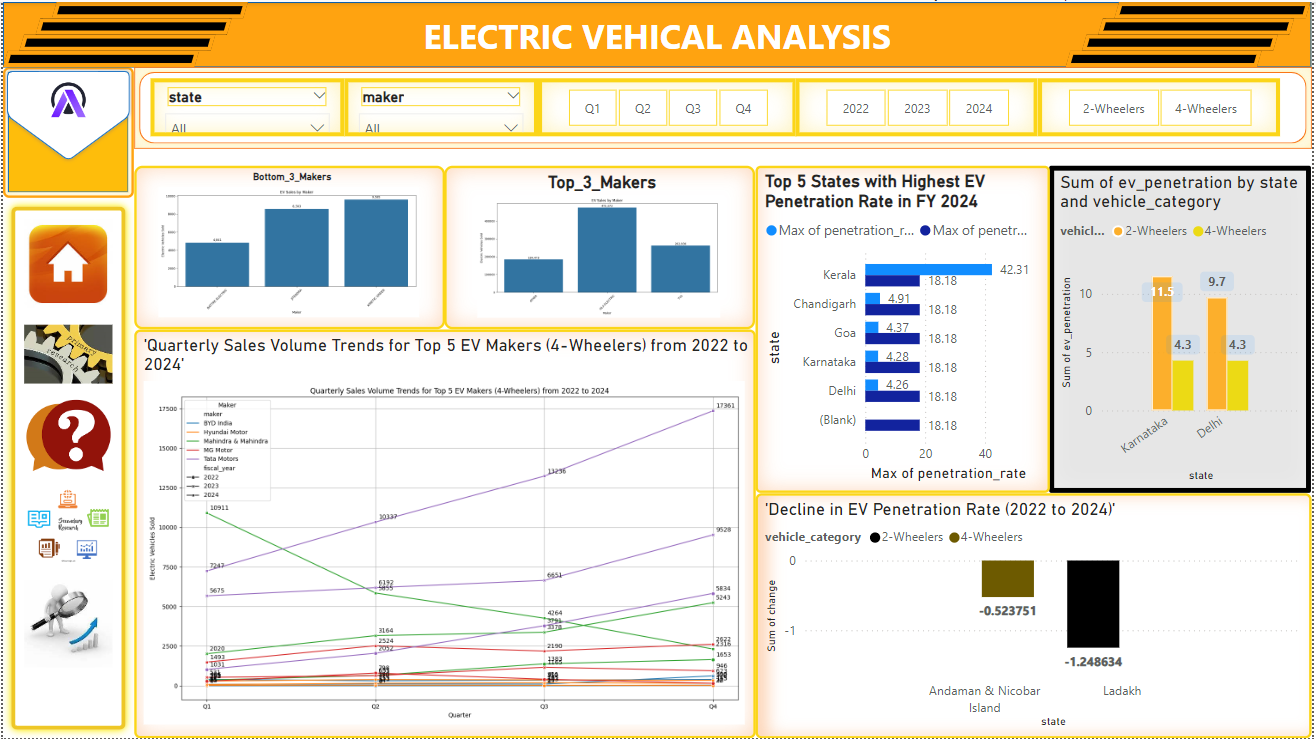 ELECTRIC VEHICAL ANALYSIS
state
All
maker
All
Q1 Q2 Q3 Q4
2022 2023 2024
2-Wheelers 4-Wheelers
Bottom_3_Makers
EV Sales by Maker
Maker
Top_3_Makers
EV Sales by Maker
Maker
Top 5 States with Highest EV
Penetration Rate in FY 2024
Max of penetration_r... Max of penetr...
state
Kerala 42.31
18.18
Chandigarh 4.91
18.18
Goa 4.37
18.18
Karnataka 4.28
18.18
Delhi 4.26
18.18
(Blank) 18.18
0 20 40
Max of penetration_rate
Sum of ev_penetration by state
and vehicle_category
vehicl... 2-Wheelers 4-Wheelers
Sum of ev_penetration
10
5
0
11.5
4.3
9.7
4.3
Karnataka
Delhi
state
'Quarterly Sales Volume Trends for Top 5 EV Makers (4-Wheelers) from 2022 to
2024'
Quarterly Sales Volume Trends for Top 5 EV Makers (4-Wheelers) from 2022 to 2024
Maker
maker
BYD India
Hyundai Motor
Mahindra & Mahindra
MG Motor
Tata Motors
fiscal_year
2022
2023
2024
Electric Vehicles Sold
17500
15000
12500
10000
7500
5000
2500
0
17361
13236
10911
10337
9528
7247
6651
6192
5675
5834
5243
4264
3378
3164
2524
2052
2190
2020
1493
1031
2622
2316
1653
946
Q1 Q2 Q3 Q4
Quarter
'Decline in EV Penetration Rate (2022 to 2024)'
vehicle_category 2-Wheelers 4-Wheelers
Sum of change
0
-1
-0.523751
-1.248634
Andaman & Nicobar
Island
Ladakh
state
primary
Secondary
Research